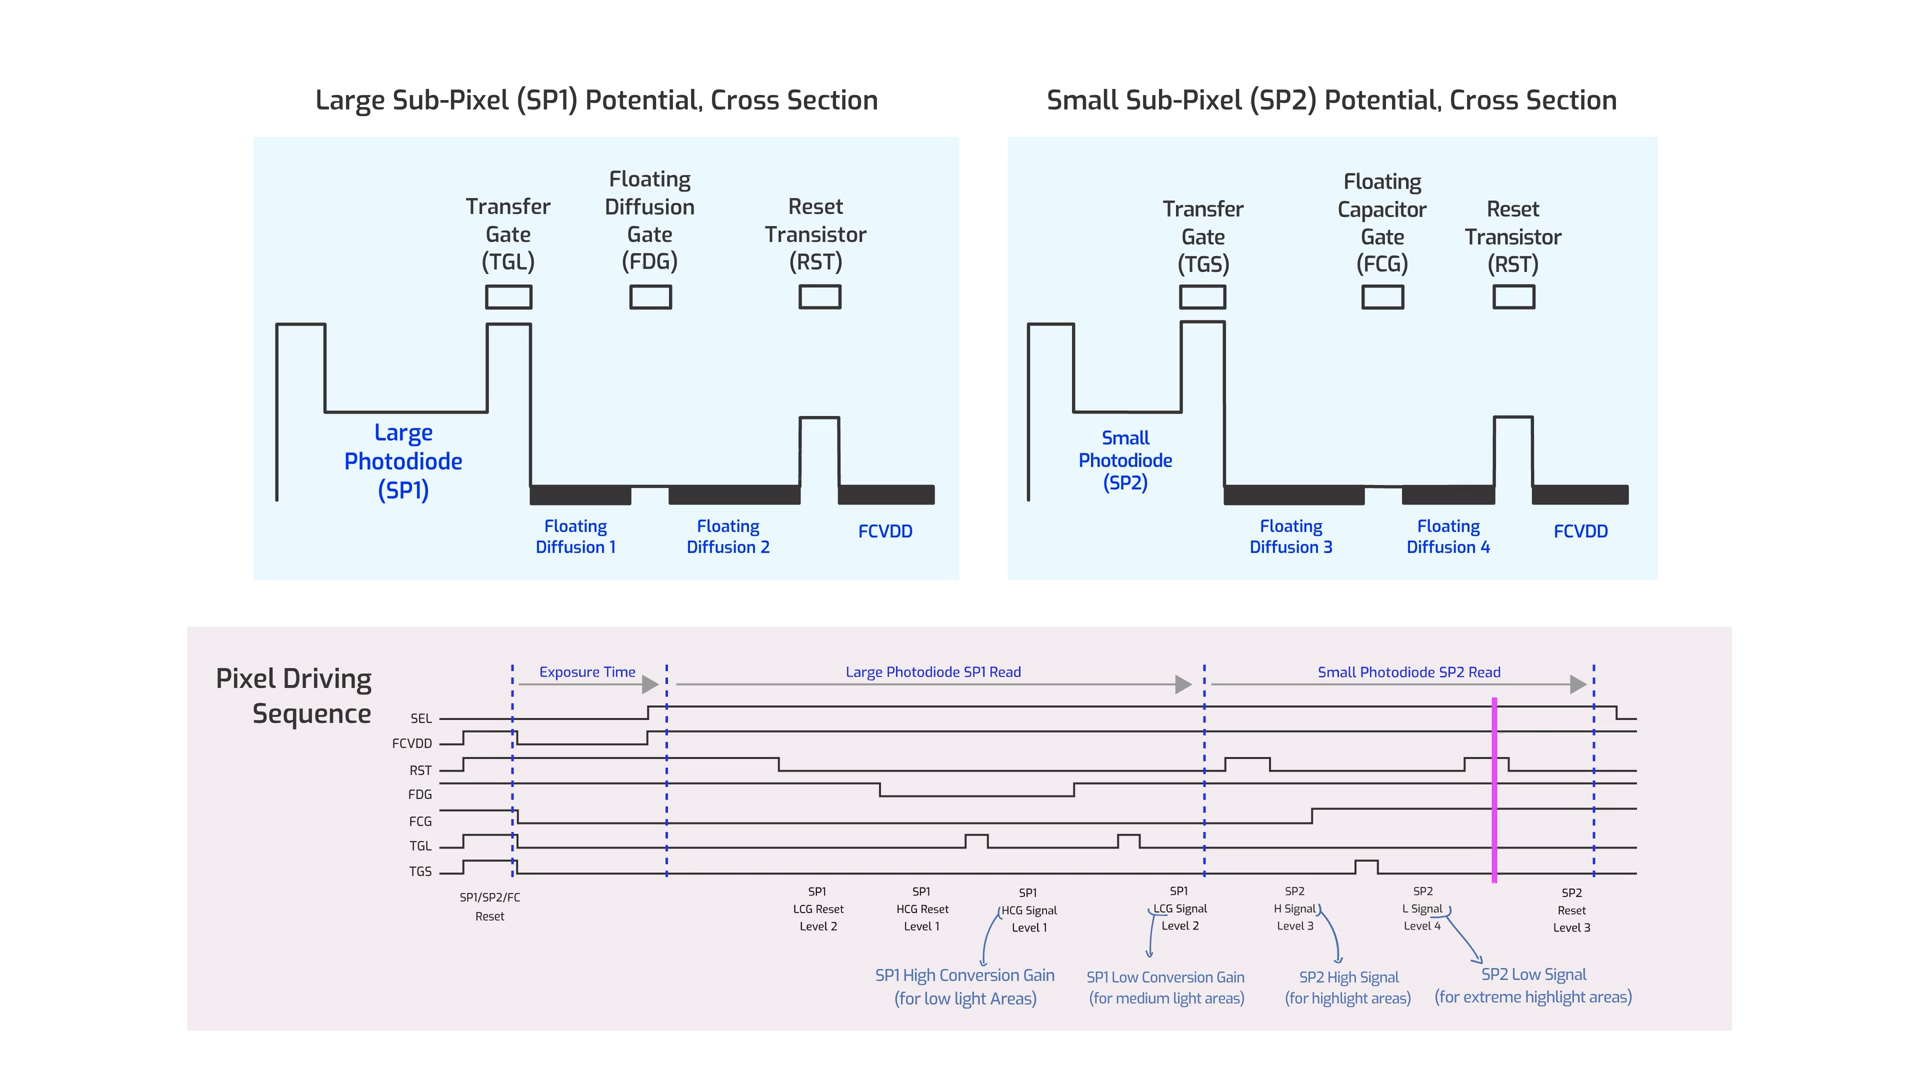 Large Sub-Pixel (SP1) Potential, Cross Section
Floating
Diffusion
Gate
(FDG)
Transfer
Gate
(TGL)
Reset
Transistor
(RST)
Large
Photodiode
(SP1)
Floating
Diffusion 1
Floating
Diffusion 2
FCVDD
Small Sub-Pixel (SP2) Potential, Cross Section
Transfer
Gate
(TGS)
Floating
Capacitor
Gate
(FCG)
Reset
Transistor
(RST)
Small
Photodiode
(SP2)
Floating
Diffusion 3
Floating
Diffusion 4
FCVDD
Pixel Driving
Sequence
Exposure Time
Large Photodiode SP1 Read
Small Photodiode SP2 Read
SEL
FCVDD
RST
FDG
FCG
TGL
TGS
SP1/SP2/FC
Reset
SP1
LCG Reset
Level 2
SP1
HCG Reset
Level 1
SP1
HCG Signal
Level 1
SP1
LCG Signal
Level 2
SP2
H Signal
Level 3
SP2
L Signal
Level 4
SP2
Reset
Level 3
SP1 High Conversion Gain
(for low light Areas)
SP1 Low Conversion Gain
(for medium light areas)
SP2 High Signal
(for highlight areas)
SP2 Low Signal
(for extreme highlight areas)